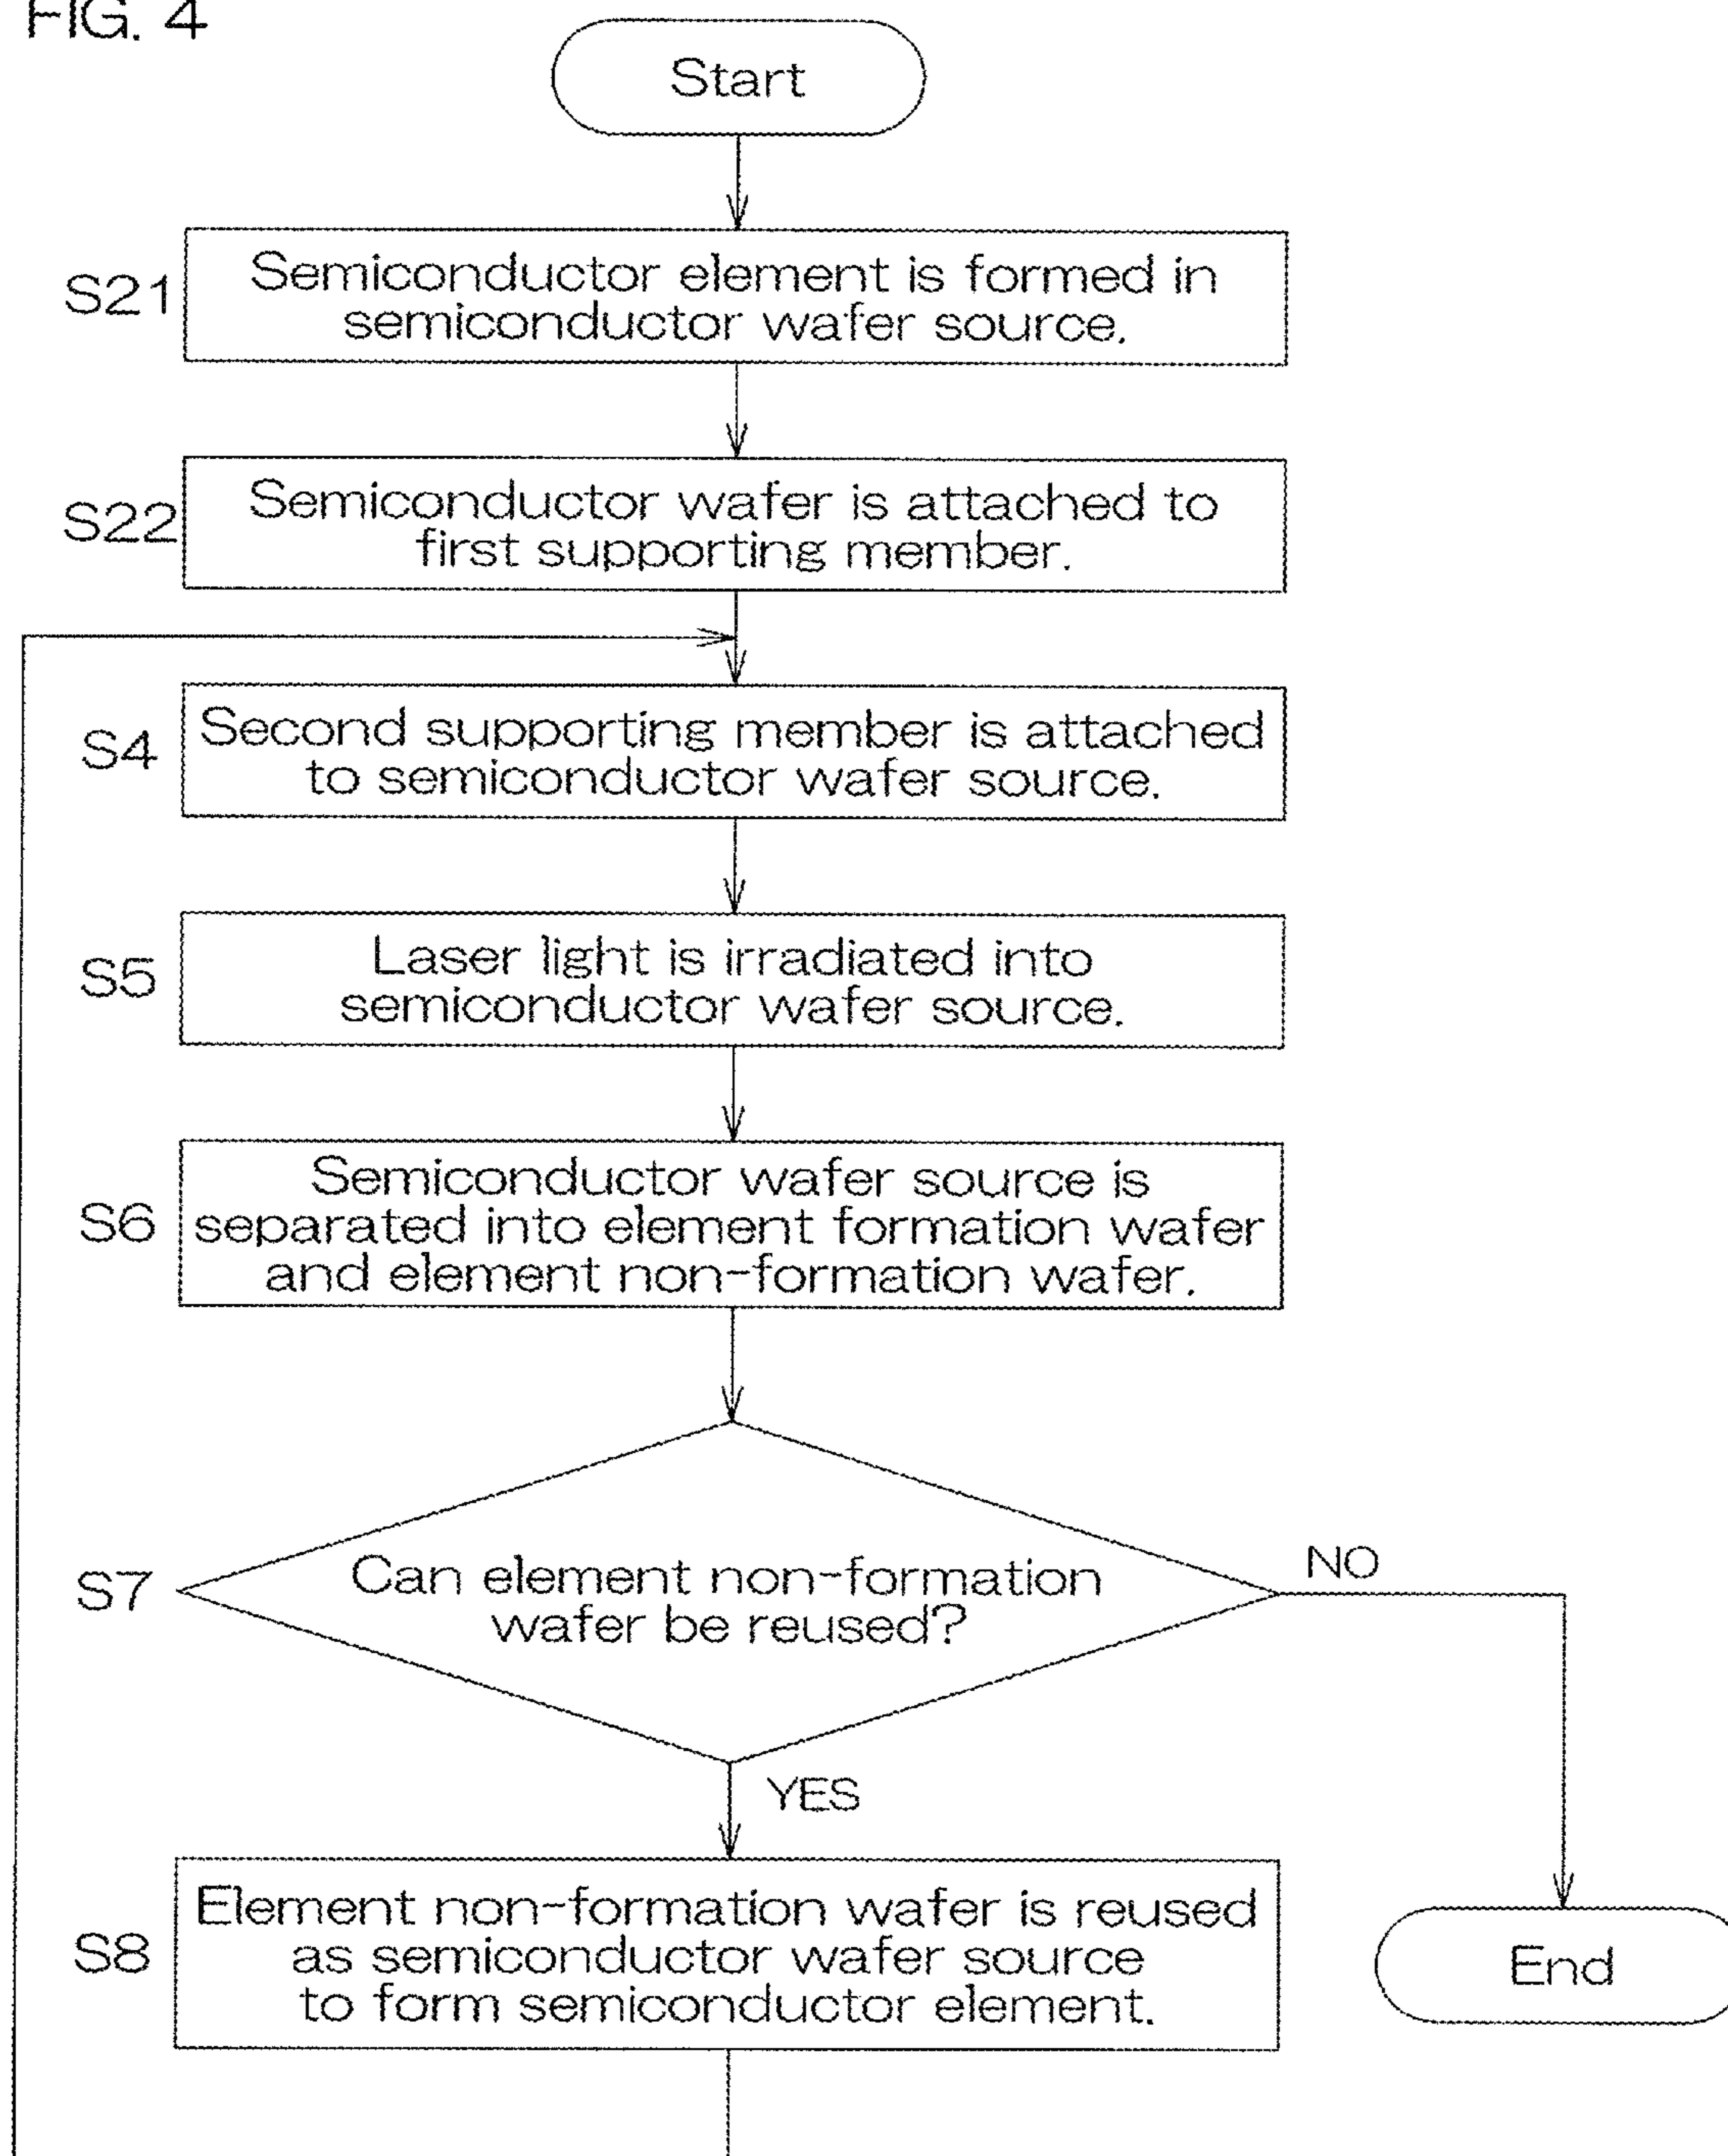 FIG. 4
Start
S21
Semiconductor element is formed in
semiconductor wafer source.
S22
Semiconductor wafer is attached to
first supporting member.
S4
Second supporting member is attached
to semiconductor wafer source.
S5
Laser light is irradiated into
semiconductor wafer source.
S6
Semiconductor wafer source is
separated into element formation wafer
and element non-formation wafer.
S7
Can element non-formation
wafer be reused?
NO
YES
S8
Element non-formation wafer is reused
as semiconductor wafer source
to form semiconductor element.
End